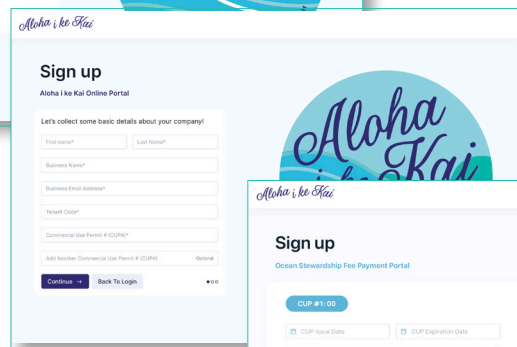 Aloha i ke Kai
Sign up
Aloha i ke Kai Online Portal
Let's collect some basic details about your company!
First name* Last Name*
Business Name*
Business Email Address*
Tenant Code*
Commercial Use Permit # (CUP#)*
Add Another Commercial Use Permit # (CUP#) Optional
Continue → Back To Login
Aloha
i ke Kai
Aloha i ke Kai
Sign up
Ocean Stewardship Fee Payment Portal
CUP #1: 00
CUP Issue Date CUP Expiration Date